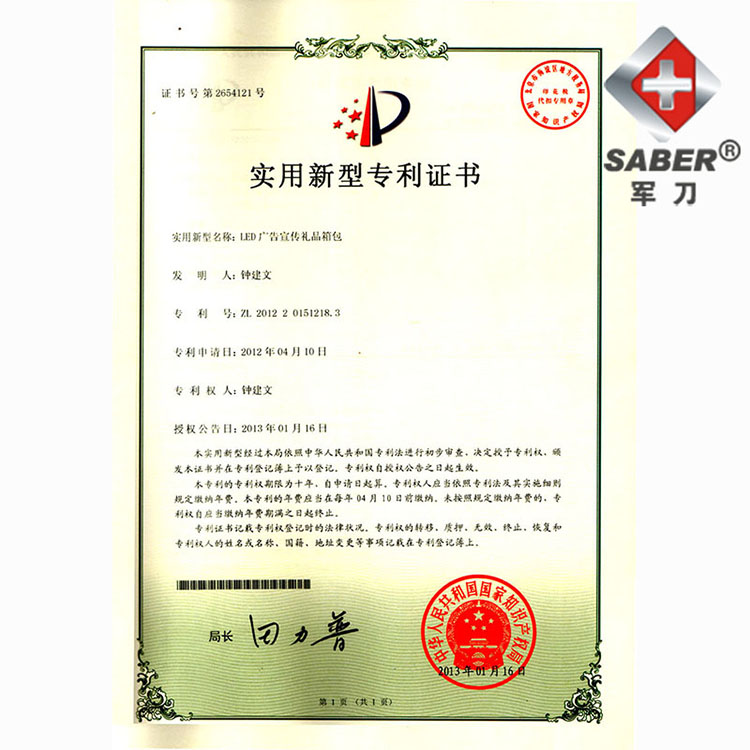 证书号第2654121号
印花税
代扣专用章
国家知识产权局
SABER®
军刀
实用新型专利证书
实用新型名称：LED广告宣传礼品箱包
发 明 人：钟建文
专 利 号：ZL 2012 2 0151218.3
专利申请日：2012年04月10日
专 利 权 人：钟建文
授权公告日：2013年01月16日
本实用新型经过本局依照中华人民共和国专利法进行初步审查，决定授予专利权，颁
发本证书并在专利登记簿上予以登记。专利权自授权公告之日起生效。
本专利的专利权期限为十年，自申请日起算。专利权人应当依照专利法及其实施细则
规定缴纳年费。本专利的年费应当在每年04月10日前缴纳。未按照规定缴纳年费的，专
利权自应当缴纳年费期满之日起终止。
专利证书记载专利权登记时的法律状况。专利权的转移、质押、无效、终止、恢复和
专利权人的姓名或名称、国籍、地址变更等事项记载在专利登记簿上。
局长 田力普
中华人民共和国国家知识产权局
2013年01月16日
第1页（共1页）